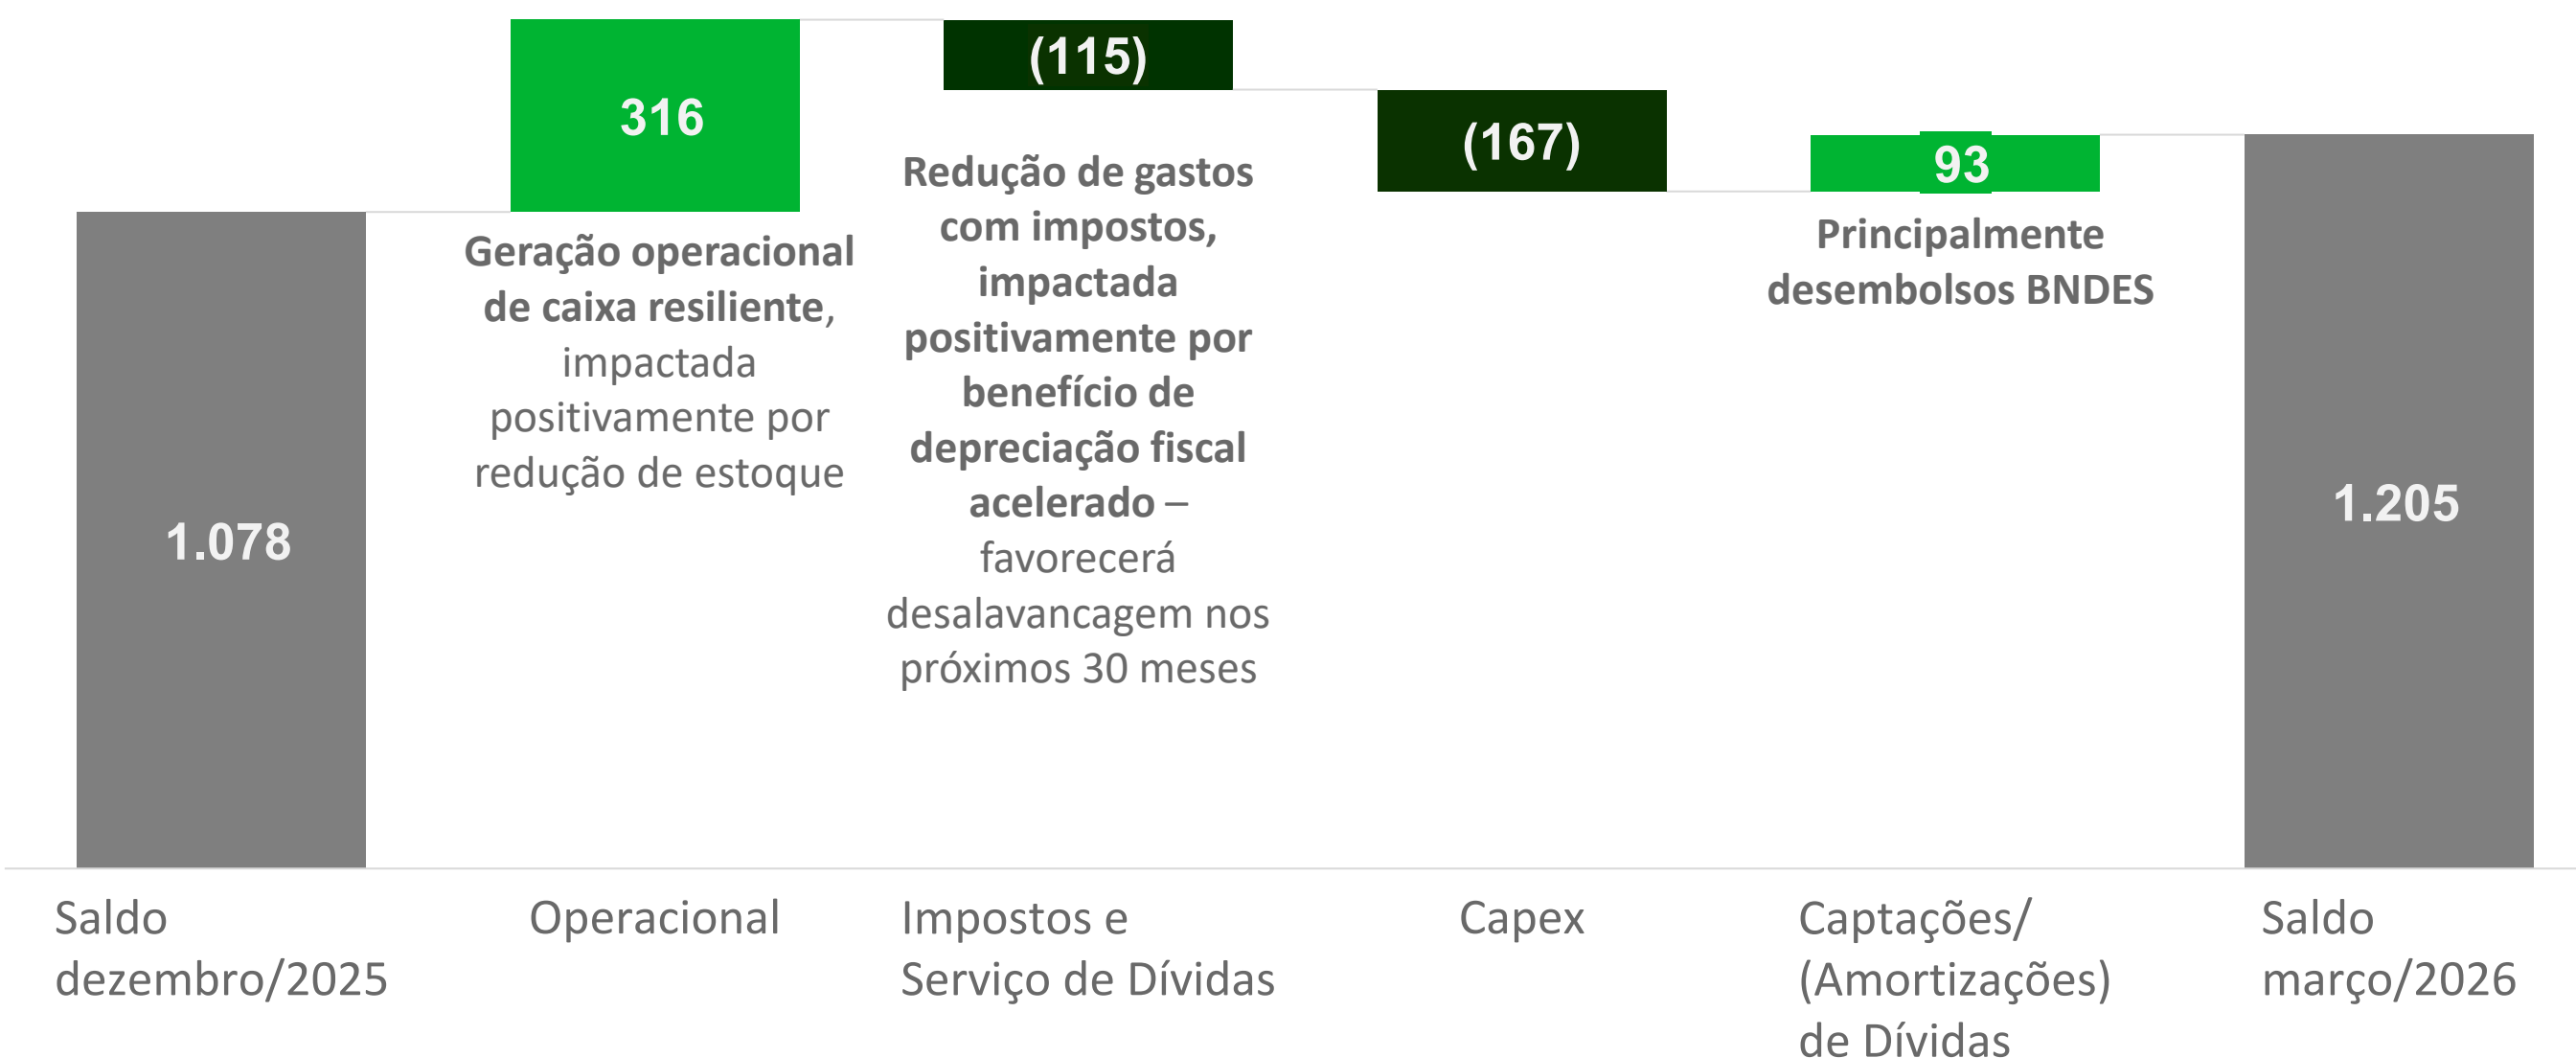 1.078
316
Geração operacional
de caixa resiliente,
impactada
positivamente por
redução de estoque
(115)
Redução de gastos
com impostos,
impactada
positivamente por
benefício de
depreciação fiscal
acelerado –
favorecerá
desalavancagem nos
próximos 30 meses
(167)
93
Principalmente
desembolsos BNDES
1.205
Saldo
dezembro/2025
Operacional
Impostos e
Serviço de Dívidas
Capex
Captações/
(Amortizações)
de Dívidas
Saldo
março/2026